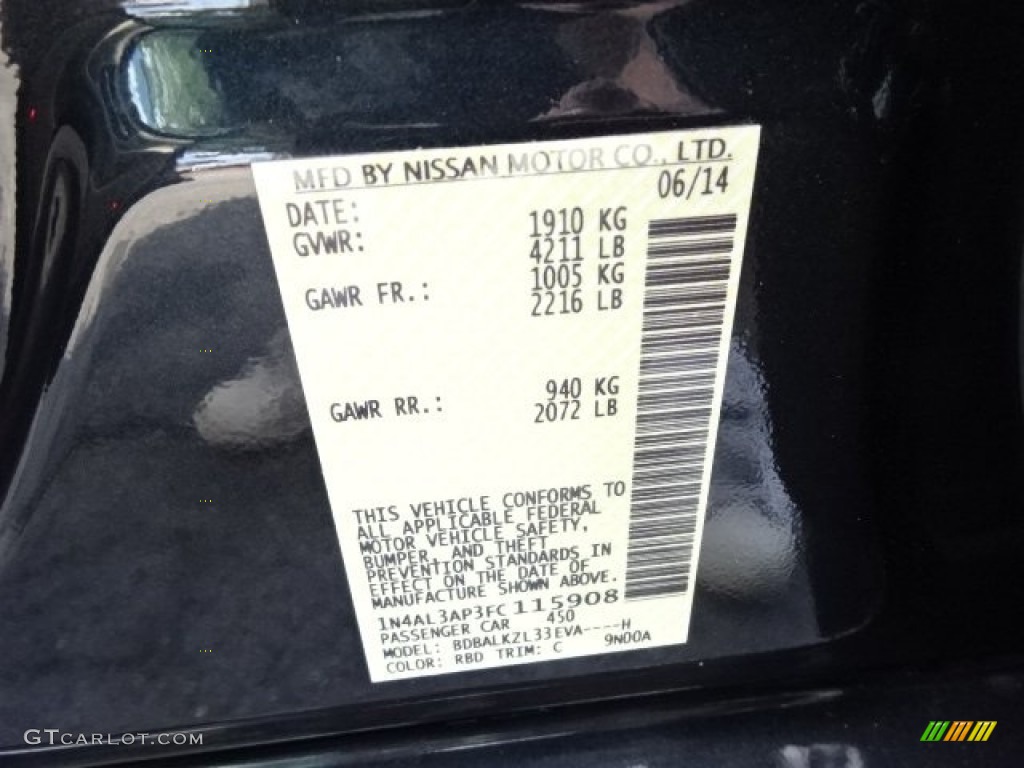 MFD BY NISSAN MOTOR CO., LTD.
DATE: 06/14
GVWR: 1910 KG
4211 LB
GAWR FR.: 1005 KG
2216 LB
GAWR RR.: 940 KG
2072 LB
THIS VEHICLE CONFORMS TO
ALL APPLICABLE FEDERAL
MOTOR VEHICLE SAFETY,
BUMPER, AND THEFT
PREVENTION STANDARDS IN
EFFECT ON THE DATE OF
MANUFACTURE SHOWN ABOVE.
1N4AL3AP3FC115908
PASSENGER CAR 450
MODEL: BDBALKZL33EVA----H
COLOR: RBD TRIM: C 9N00A
GTCARLOT.COM